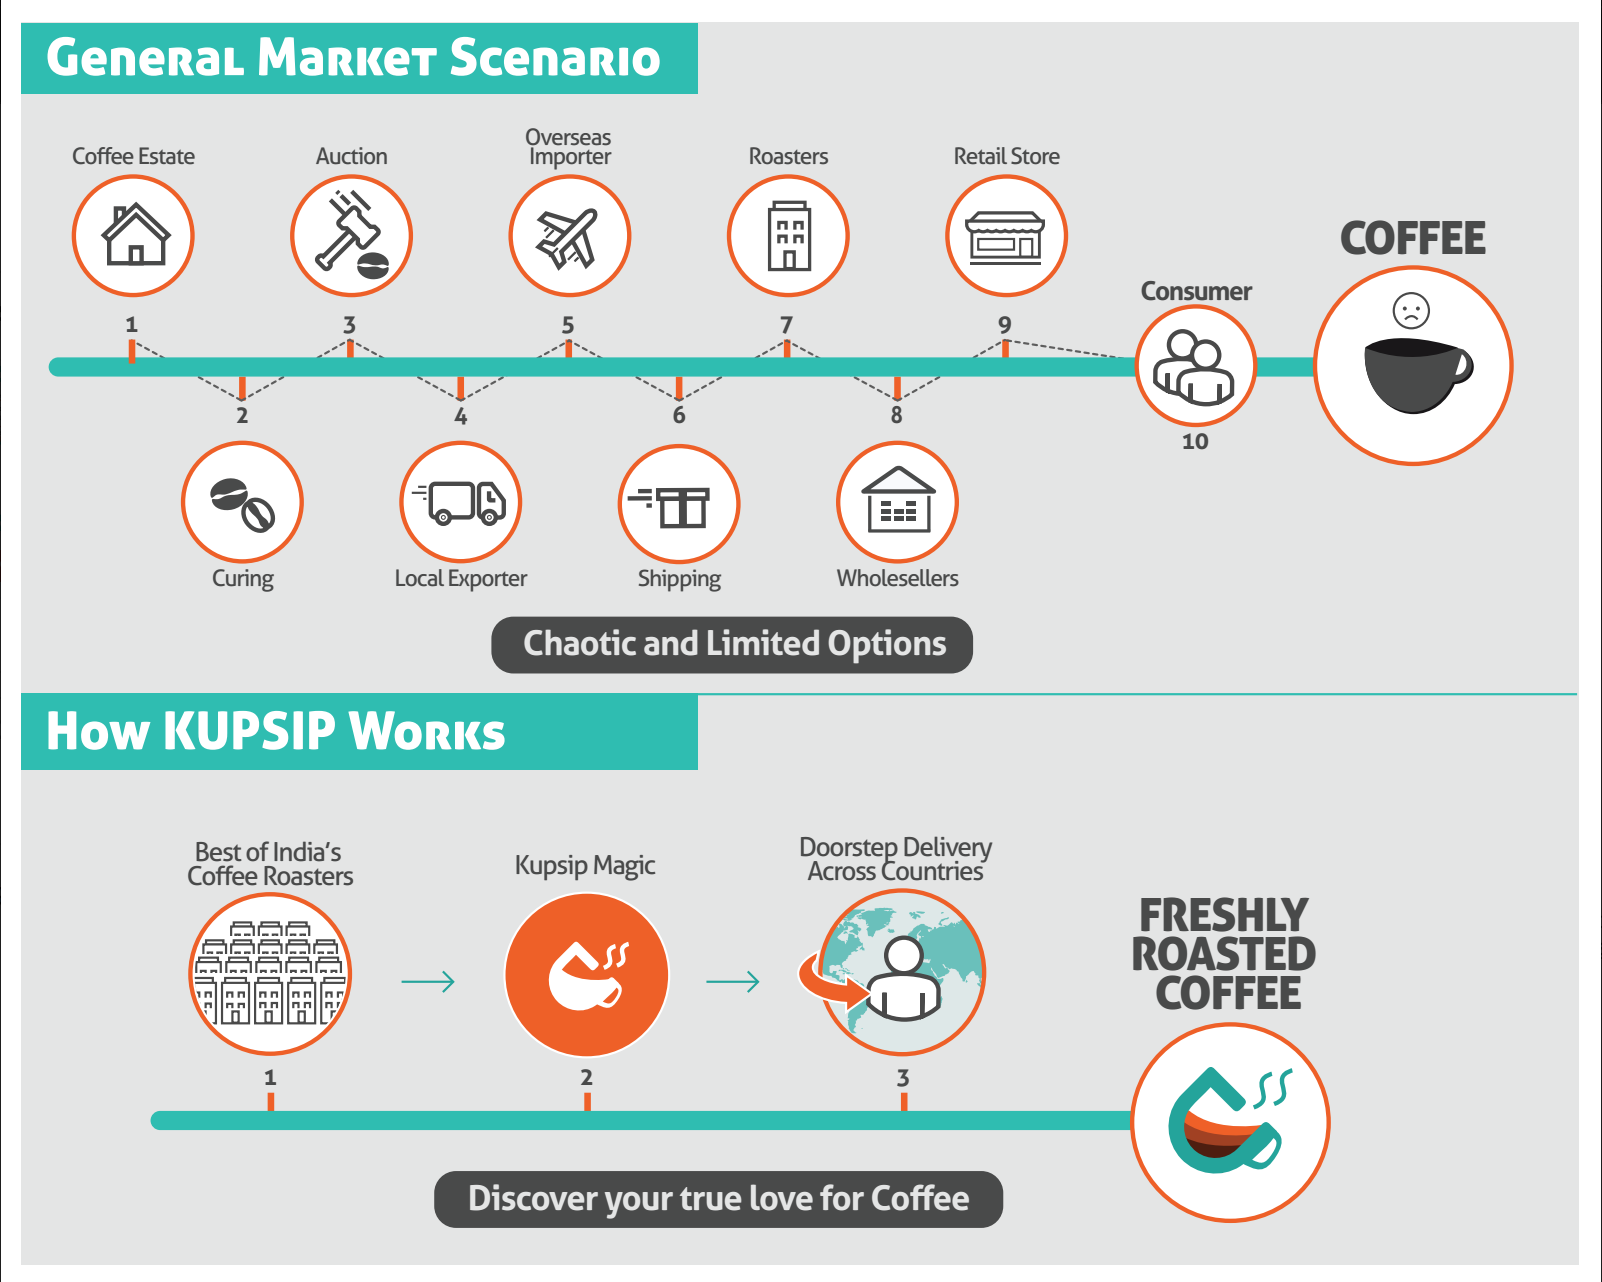 General Market Scenario
Coffee Estate
Auction
Overseas
Importer
Roasters
Retail Store
COFFEE
Consumer
1
3
5
7
9
2
4
6
8
10
Curing
Local Exporter
Shipping
Wholesellers
Chaotic and Limited Options
How KUPSIP Works
Best of India's
Coffee Roasters
Kupsip Magic
Doorstep Delivery
Across Countries
FRESHLY
ROASTED
COFFEE
1
2
3
Discover your true love for Coffee